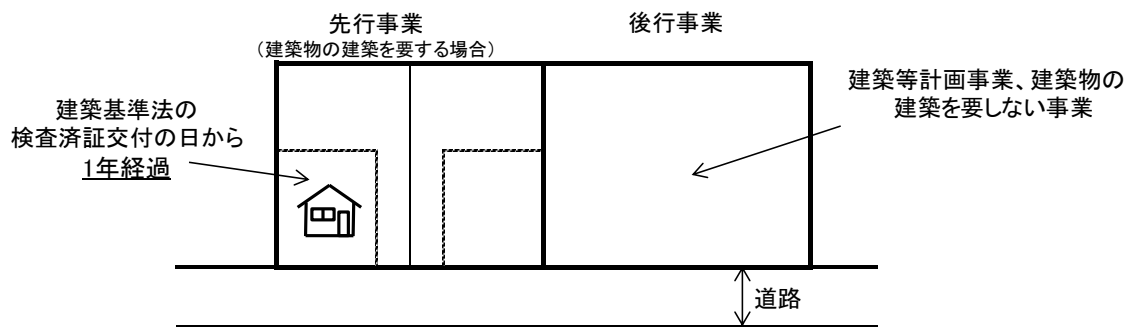 先行事業
（建築物の建築を要する場合）
後行事業
建築基準法の
検査済証交付の日から
1年経過
建築等計画事業、建築物の
建築を要しない事業
道路